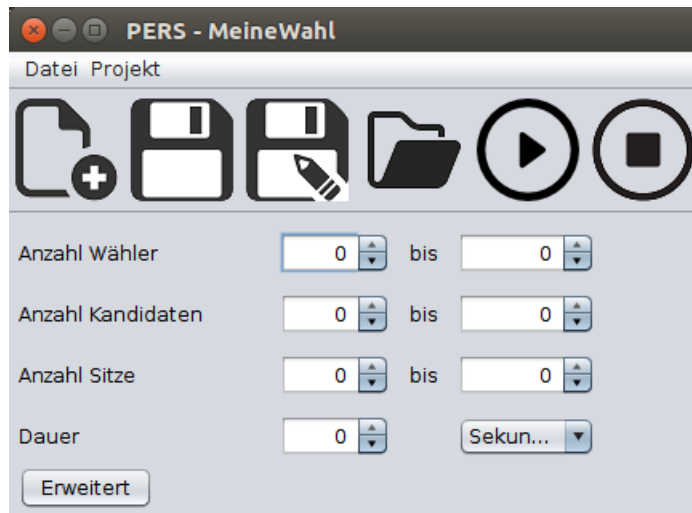 PERS - MeineWahl
Datei Projekt
Anzahl Wähler 0 bis 0
Anzahl Kandidaten 0 bis 0
Anzahl Sitze 0 bis 0
Dauer 0 Sekun...
Erweitert